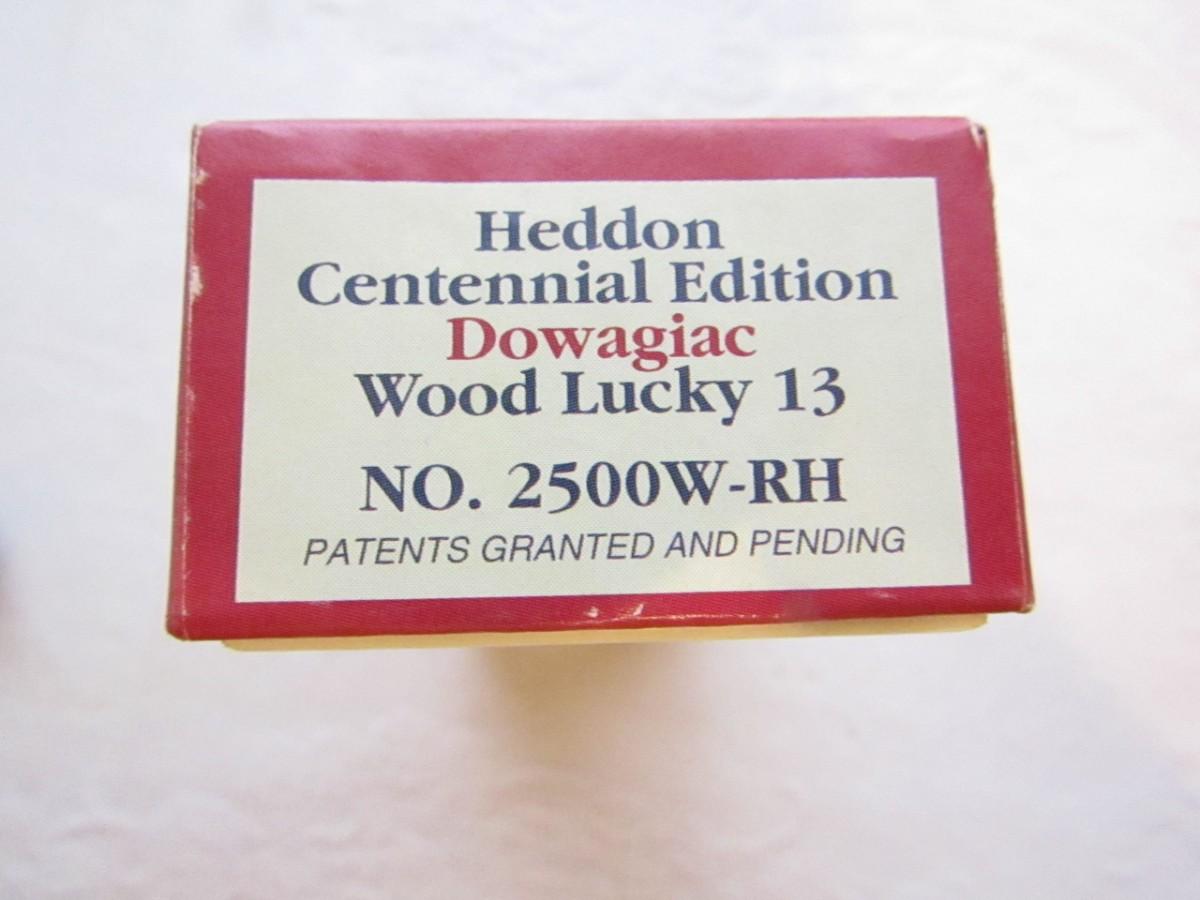 Heddon
Centennial Edition
Dowagiac
Wood Lucky 13
NO. 2500W-RH
PATENTS GRANTED AND PENDING